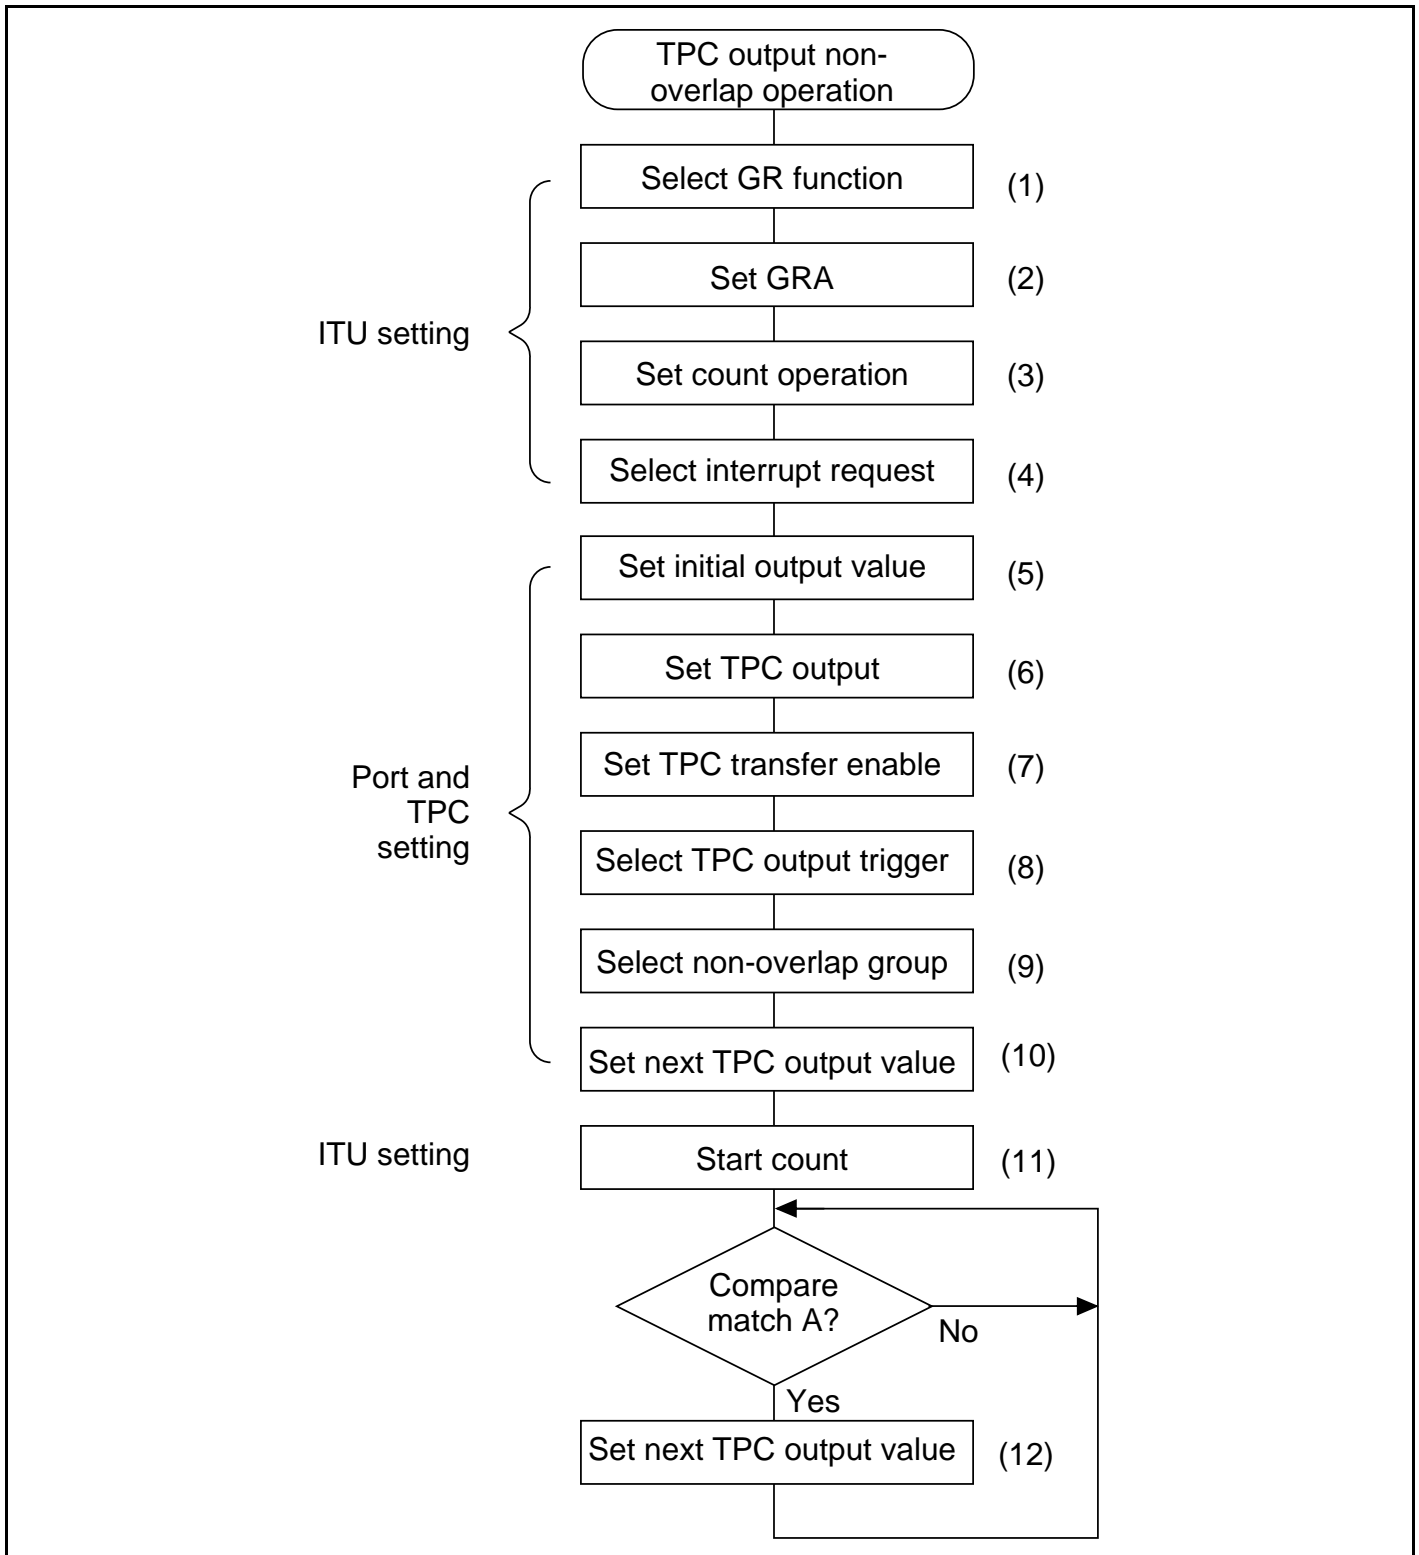 TPC output non-
overlap operation
Select GR function
(1)
Set GRA
(2)
ITU setting
Set count operation
(3)
Select interrupt request
(4)
Set initial output value
(5)
Set TPC output
(6)
Port and
TPC
setting
Set TPC transfer enable
(7)
Select TPC output trigger
(8)
Select non-overlap group
(9)
Set next TPC output value
(10)
ITU setting
Start count
(11)
Compare
match A?
No
Yes
Set next TPC output value
(12)